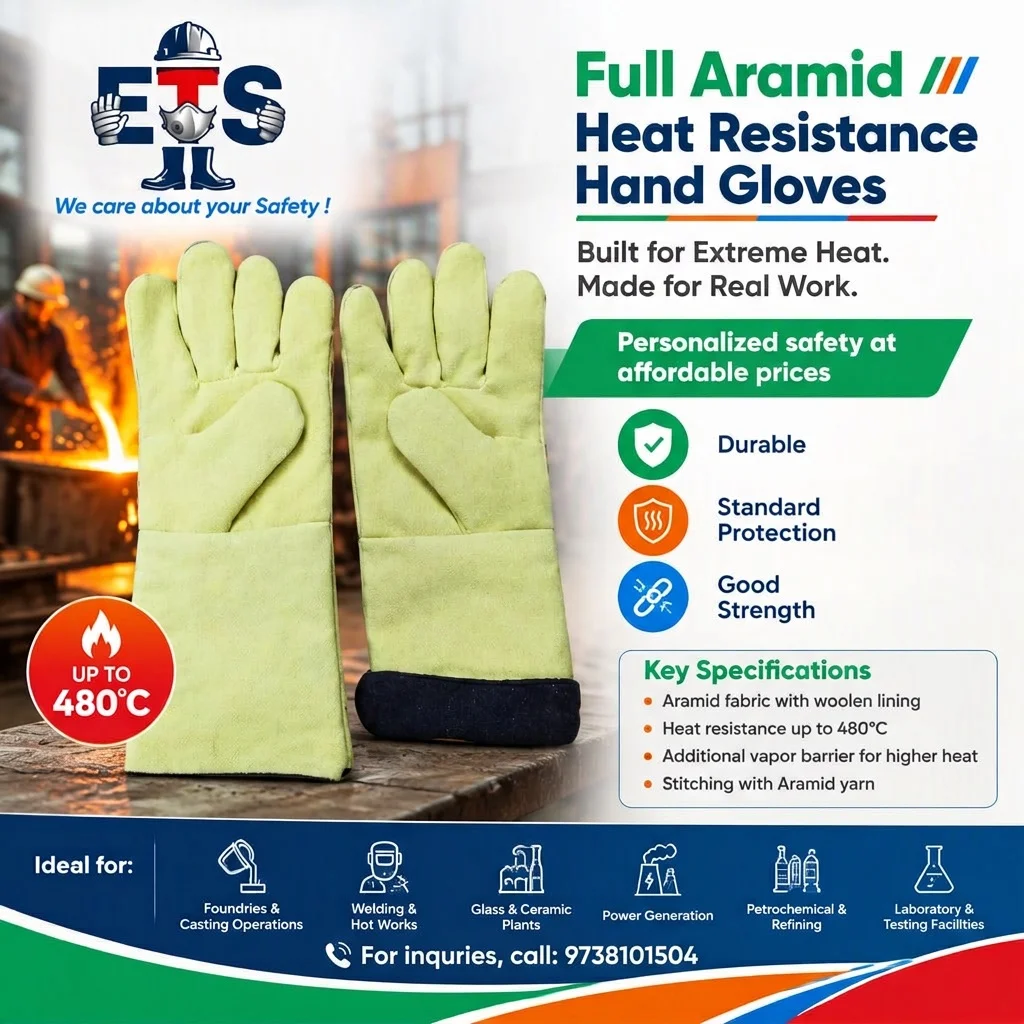 ETS
We care about your Safety !
Full Aramid
Heat Resistance
Hand Gloves
Built for Extreme Heat.
Made for Real Work.
Personalized safety at
affordable prices
Durable
Standard
Protection
Good
Strength
UP TO
480°C
Key Specifications
• Aramid fabric with woolen lining
• Heat resistance up to 480°C
• Additional vapor barrier for higher heat
• Stitching with Aramid yarn
Ideal for:
Foundries &
Casting Operations
Welding &
Hot Works
Glass & Ceramic
Plants
Power Generation
Petrochemical &
Refining
Laboratory &
Testing Facilities
For inquries, call: 9738101504